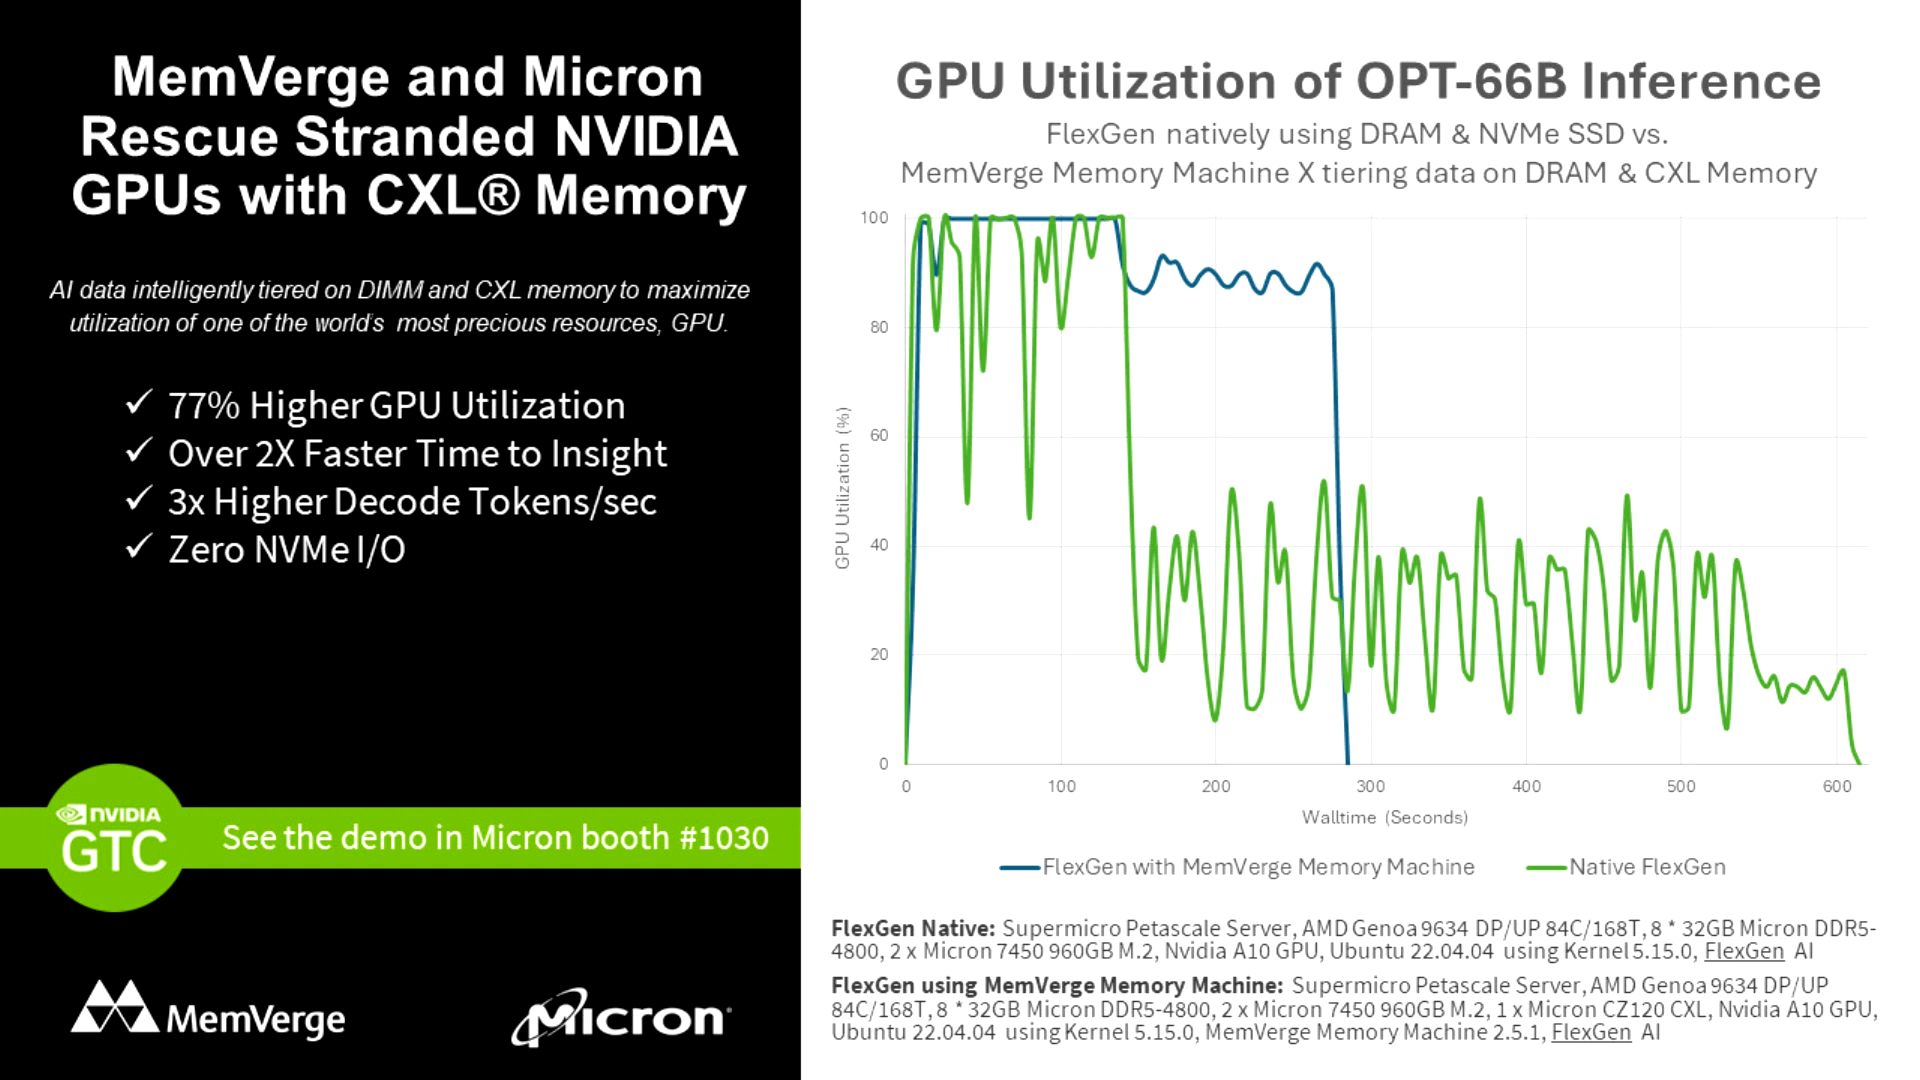 MemVerge and Micron
Rescue Stranded NVIDIA
GPUs with CXL® Memory
AI data intelligently tiered on DIMM and CXL memory to maximize
utilization of one of the world's most precious resources, GPU.
✓ 77% Higher GPU Utilization
✓ Over 2X Faster Time to Insight
✓ 3x Higher Decode Tokens/sec
✓ Zero NVMe I/O
NVIDIA
GTC
See the demo in Micron booth #1030
MemVerge
Micron
GPU Utilization of OPT-66B Inference
FlexGen natively using DRAM & NVMe SSD vs.
MemVerge Memory Machine X tiering data on DRAM & CXL Memory
GPU Utilization (%)
100
80
60
40
20
0
0 100 200 300 400 500 600
Walltime (Seconds)
FlexGen with MemVerge Memory Machine
Native FlexGen
FlexGen Native: Supermicro Petascale Server, AMD Genoa 9634 DP/UP 84C/168T, 8 * 32GB Micron DDR5-
4800, 2 x Micron 7450 960GB M.2, Nvidia A10 GPU, Ubuntu 22.04.04 using Kernel 5.15.0, FlexGen AI
FlexGen using MemVerge Memory Machine: Supermicro Petascale Server, AMD Genoa 9634 DP/UP
84C/168T, 8 * 32GB Micron DDR5-4800, 2 x Micron 7450 960GB M.2, 1 x Micron CZ120 CXL, Nvidia A10 GPU,
Ubuntu 22.04.04 using Kernel 5.15.0, MemVerge Memory Machine 2.5.1, FlexGen AI